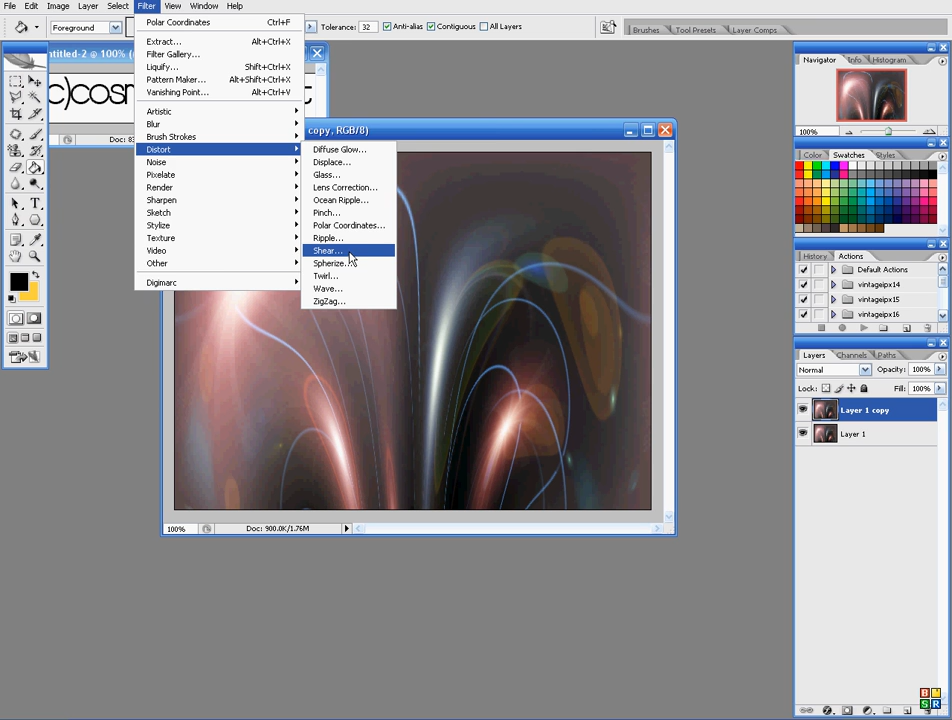 File Edit Image Layer Select Filter View Window Help
Foreground Tolerance: 32 Anti-alias Contiguous All Layers Brushes Tool Presets Layer Comps
Polar Coordinates Ctrl+F
Extract... Alt+Ctrl+X
Filter Gallery...
Liquify... Shift+Ctrl+X
Pattern Maker... Alt+Shift+Ctrl+X
Vanishing Point... Alt+Ctrl+V
Artistic
Blur
Brush Strokes
Distort
Noise
Pixelate
Render
Sharpen
Sketch
Stylize
Texture
Video
Other
Digimarc
Diffuse Glow...
Displace...
Glass...
Lens Correction...
Ocean Ripple...
Pinch...
Polar Coordinates...
Ripple...
Shear...
Spherize...
Twirl...
Wave...
ZigZag...
ntitled-2 @ 100% (
c)cosm
t
Doc: 83
copy, RGB/8)
100% Doc: 900.0K/1.76M
Navigator Info Histogram
100%
Color Swatches Styles
History Actions
Default Actions
vintageipx14
vintageipx15
vintageipx16
Layers Channels Paths
Normal Opacity: 100%
Lock: Fill: 100%
Layer 1 copy
Layer 1
B
S R